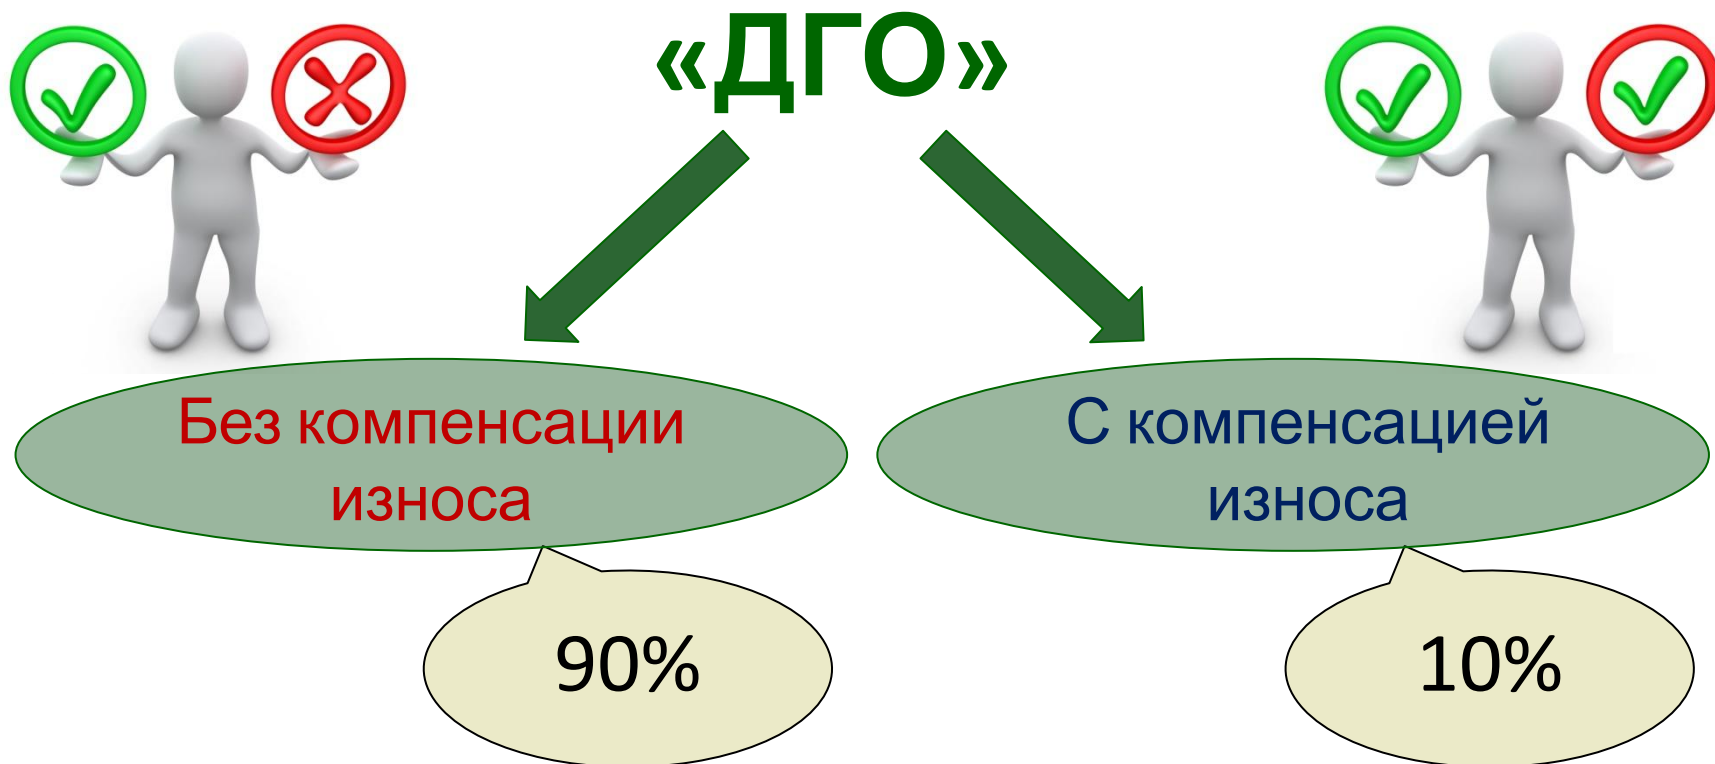 «ДГО»
Без компенсации
износа
С компенсацией
износа
90%
10%